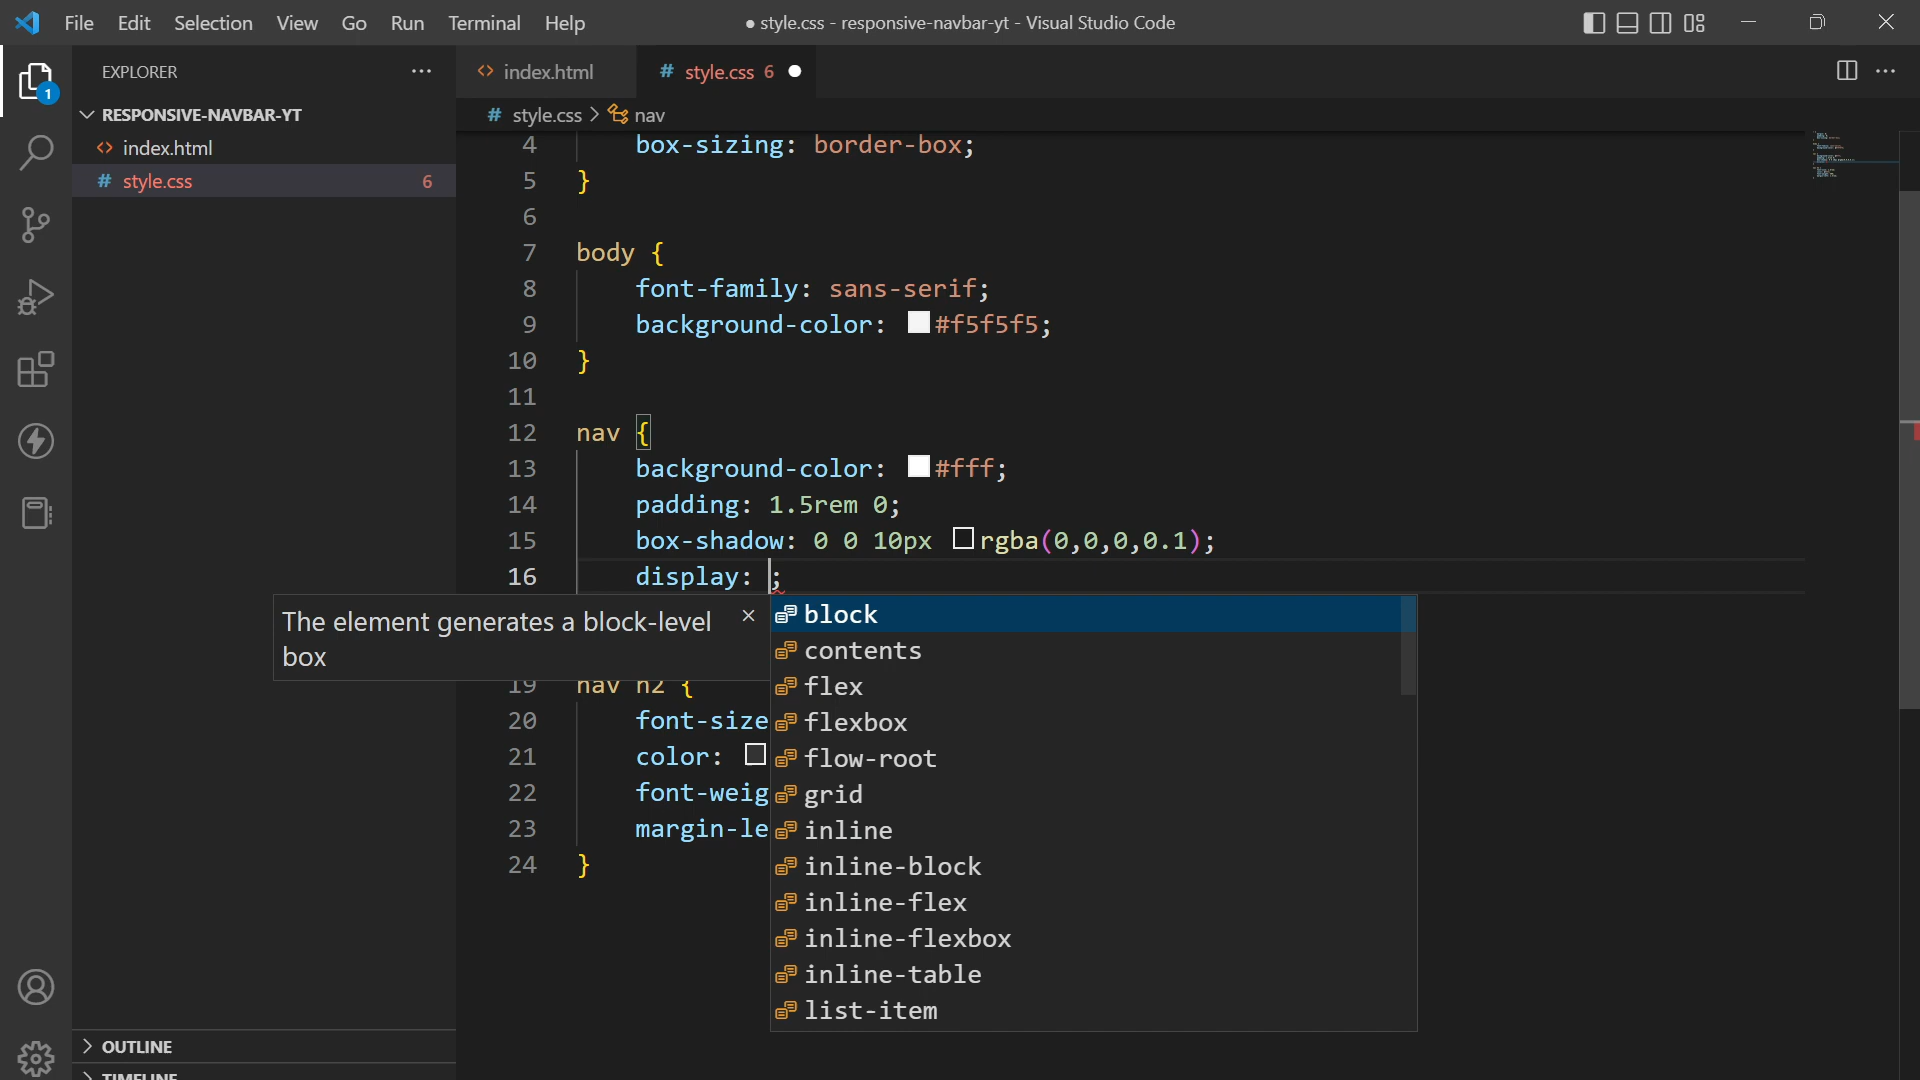 File Edit Selection View Go Run Terminal Help
● style.css - responsive-navbar-yt - Visual Studio Code
EXPLORER
index.html
# style.css 6
1
RESPONSIVE-NAVBAR-YT
# style.css > nav
index.html
# style.css 6
4 box-sizing: border-box;
5 }
6
7 body {
8 font-family: sans-serif;
9 background-color: #f5f5f5;
10 }
11
12 nav {
13 background-color: #fff;
14 padding: 1.5rem 0;
15 box-shadow: 0 0 10px rgba(0,0,0,0.1);
16 display: ;
The element generates a block-level
box
block
contents
flex
flexbox
flow-root
grid
inline
inline-block
inline-flex
inline-flexbox
inline-table
list-item
19 nav h2 {
20 font-size
21 color:
22 font-weig
23 margin-le
24 }
OUTLINE
TIMELINE